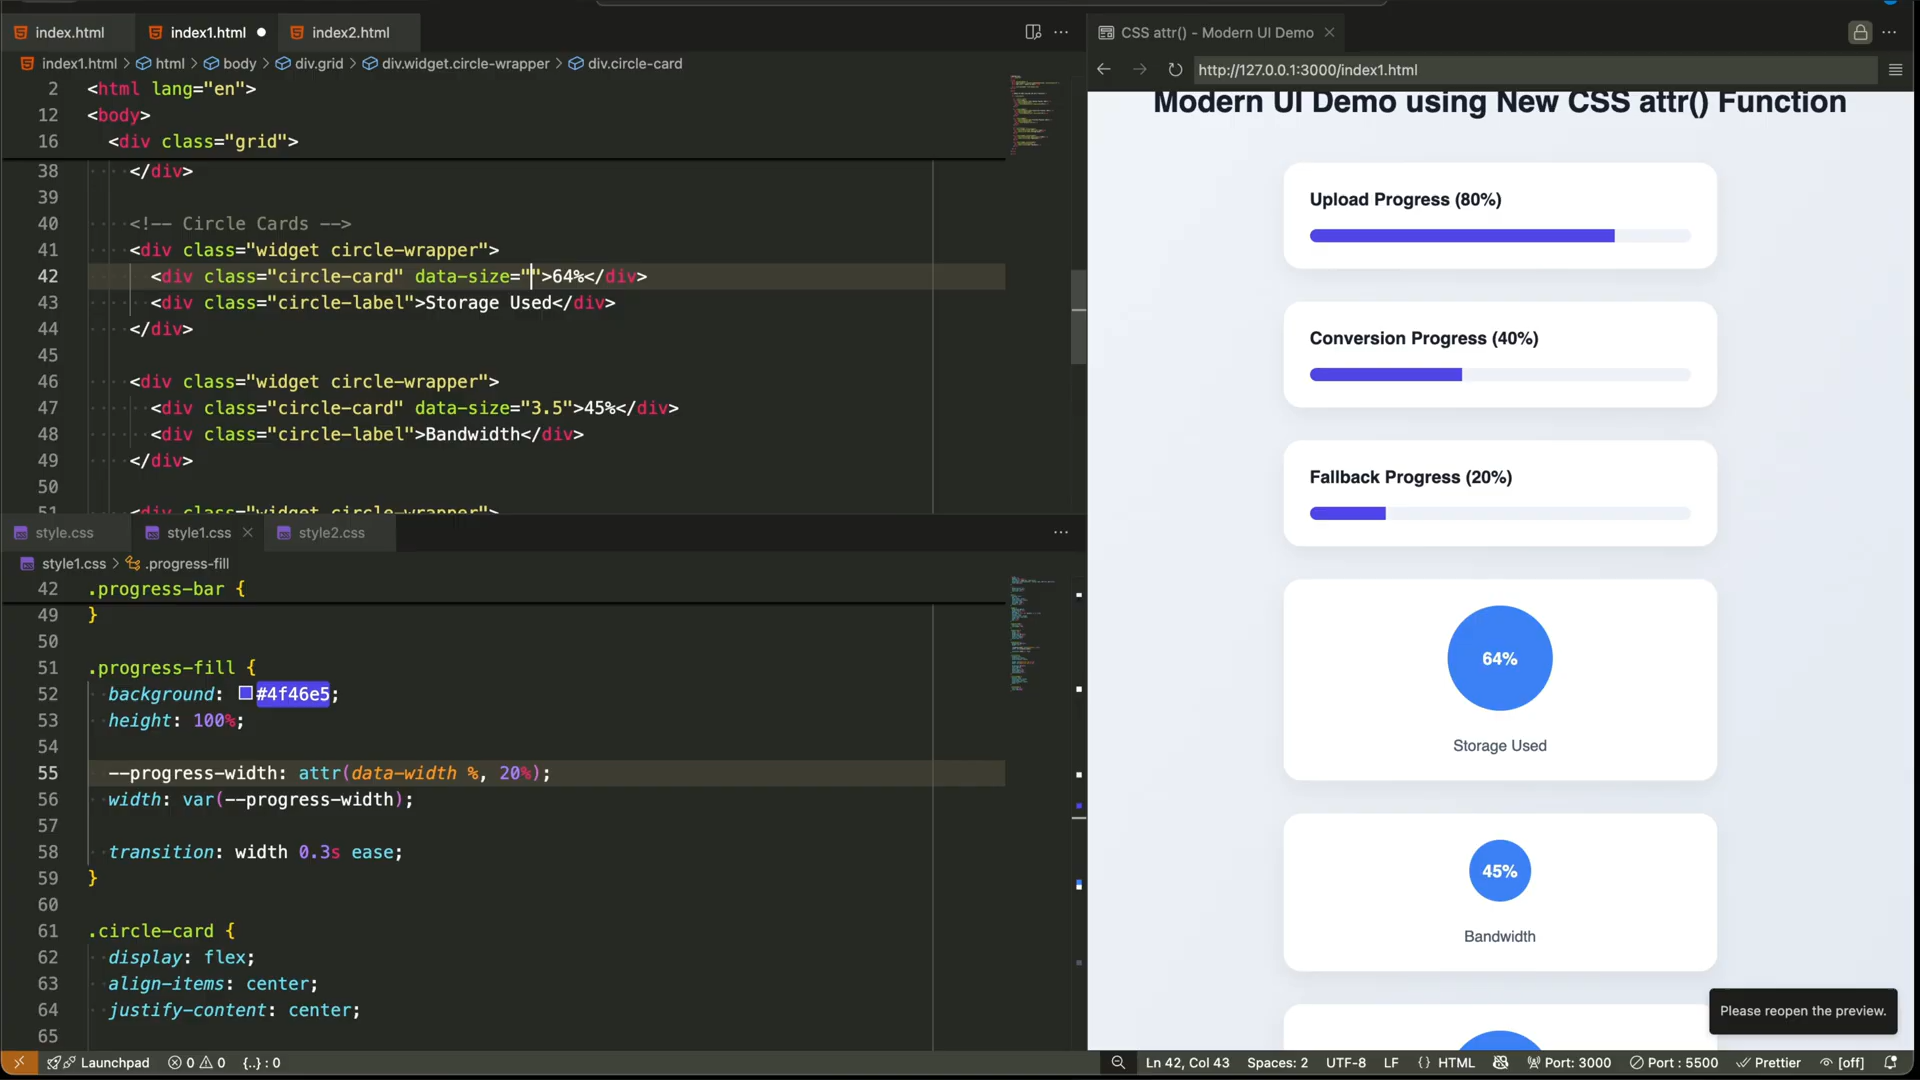 index.html
index1.html
index2.html
index1.html > html > body > div.grid > div.widget.circle-wrapper > div.circle-card
2 <html lang="en">
12 <body>
16 <div class="grid">
38 </div>
39
40 <!-- Circle Cards -->
41 <div class="widget circle-wrapper">
42 <div class="circle-card" data-size="">64%</div>
43 <div class="circle-label">Storage Used</div>
44 </div>
45
46 <div class="widget circle-wrapper">
47 <div class="circle-card" data-size="3.5">45%</div>
48 <div class="circle-label">Bandwidth</div>
49 </div>
50
51 <div class="widget circle-wrapper">
style.css
style1.css
style2.css
style1.css > .progress-fill
42 .progress-bar {
49 }
50
51 .progress-fill {
52 background: #4f46e5;
53 height: 100%;
54
55 --progress-width: attr(data-width %, 20%);
56 width: var(--progress-width);
57
58 transition: width 0.3s ease;
59 }
60
61 .circle-card {
62 display: flex;
63 align-items: center;
64 justify-content: center;
65
CSS attr() - Modern UI Demo
http://127.0.0.1:3000/index1.html
Modern UI Demo using New CSS attr() Function
Upload Progress (80%)
Conversion Progress (40%)
Fallback Progress (20%)
64%
Storage Used
45%
Bandwidth
Please reopen the preview.
Launchpad 0 0 {..} : 0
Ln 42, Col 43 Spaces: 2 UTF-8 LF {} HTML Port: 3000 Port : 5500 Prettier [off]